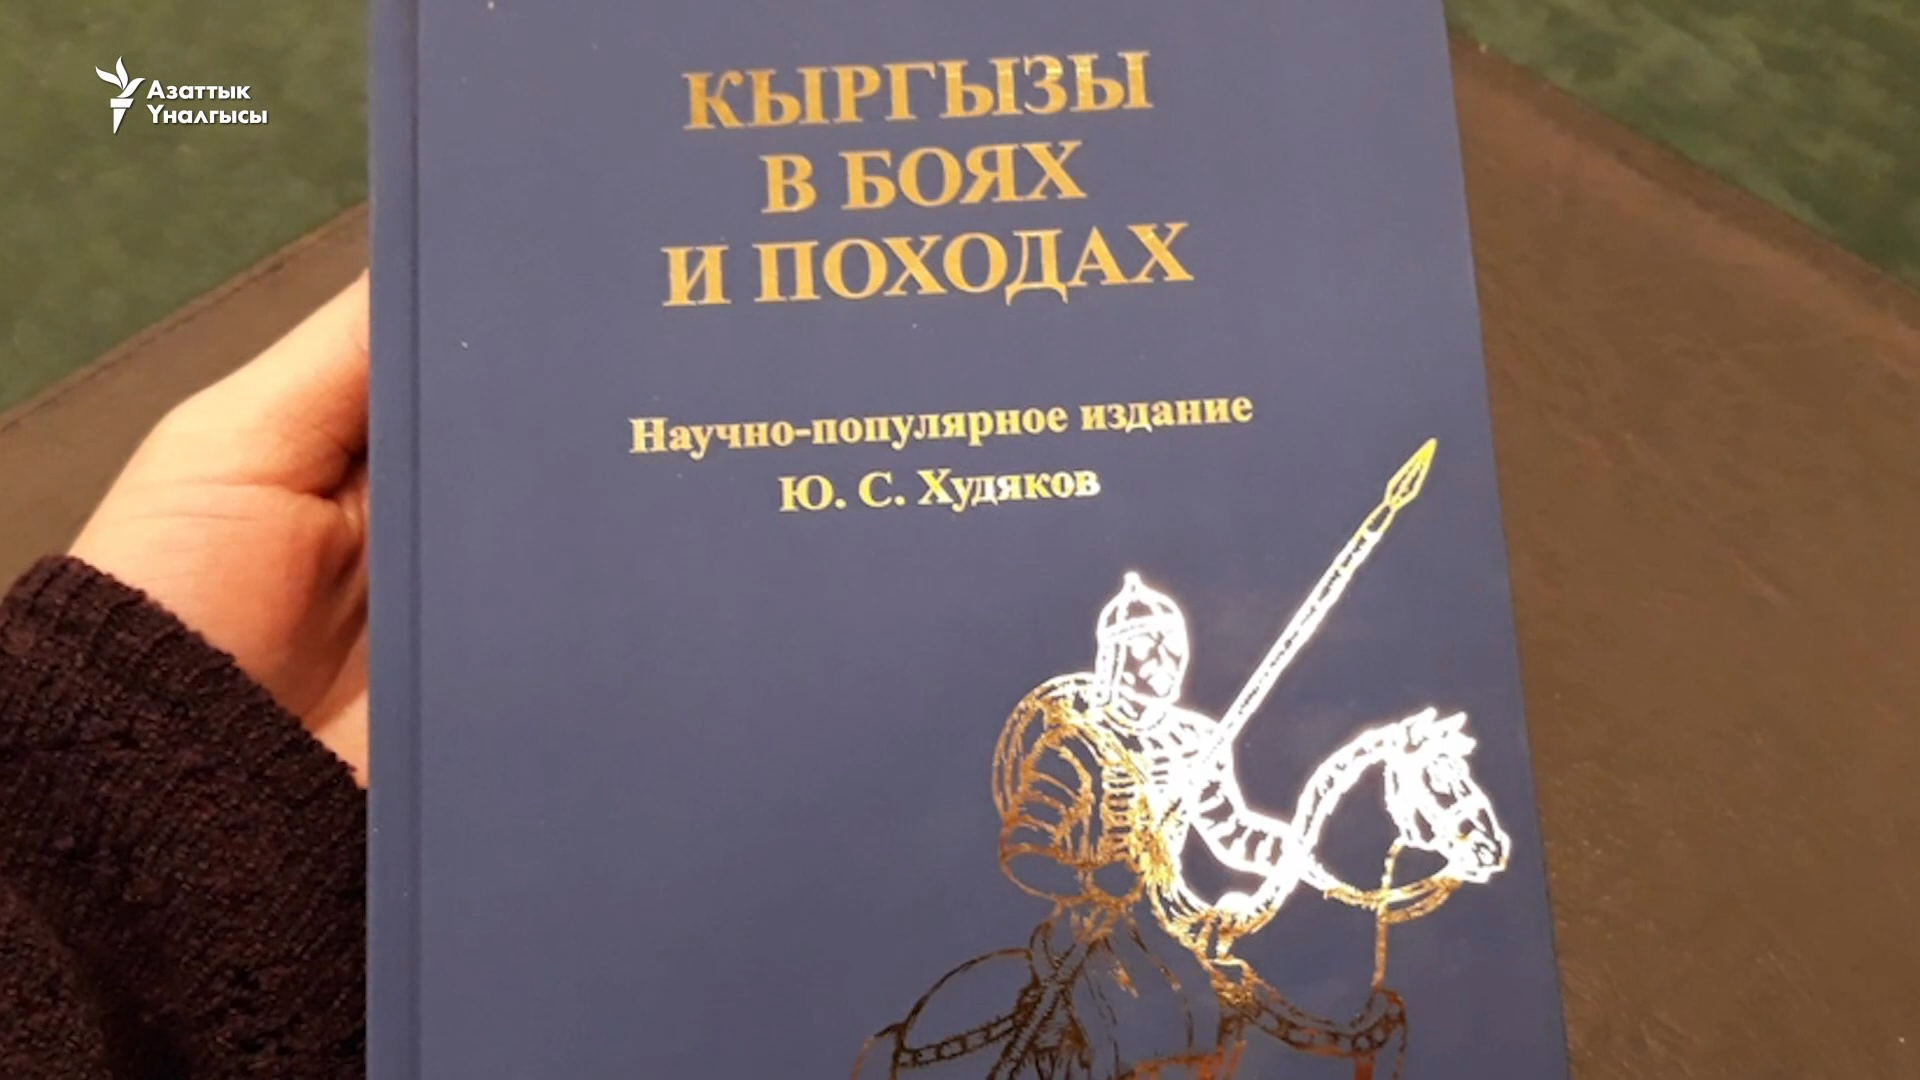 Азаттык
Үналгысы
КЫРГЫЗЫ
В БОЯХ
И ПОХОДАХ
Научно-популярное издание
Ю. С. Худяков